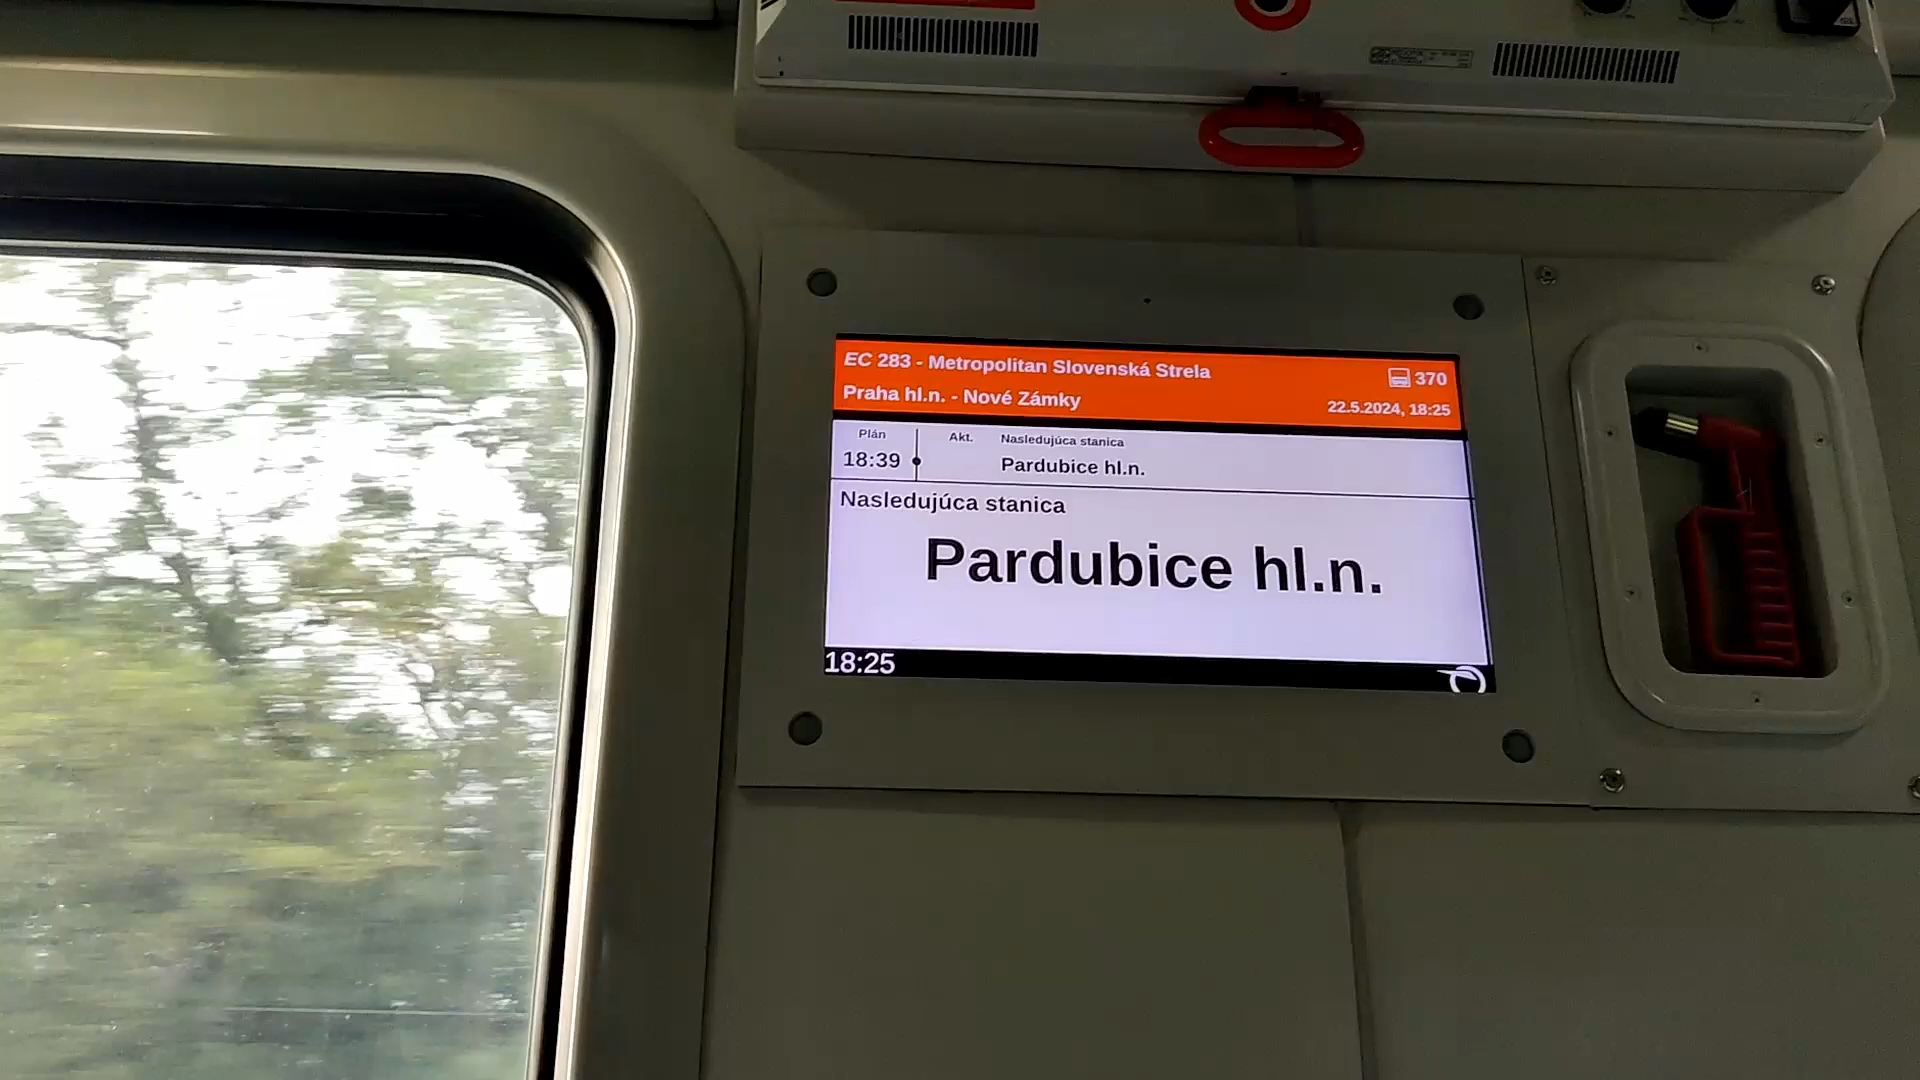 EC 283 - Metropolitan Slovenská Strela
370
Praha hl.n. - Nové Zámky
22.5.2024, 18:25
Plán
Akt.
Nasledujúca stanica
18:39
Pardubice hl.n.
Nasledujúca stanica
Pardubice hl.n.
18:25